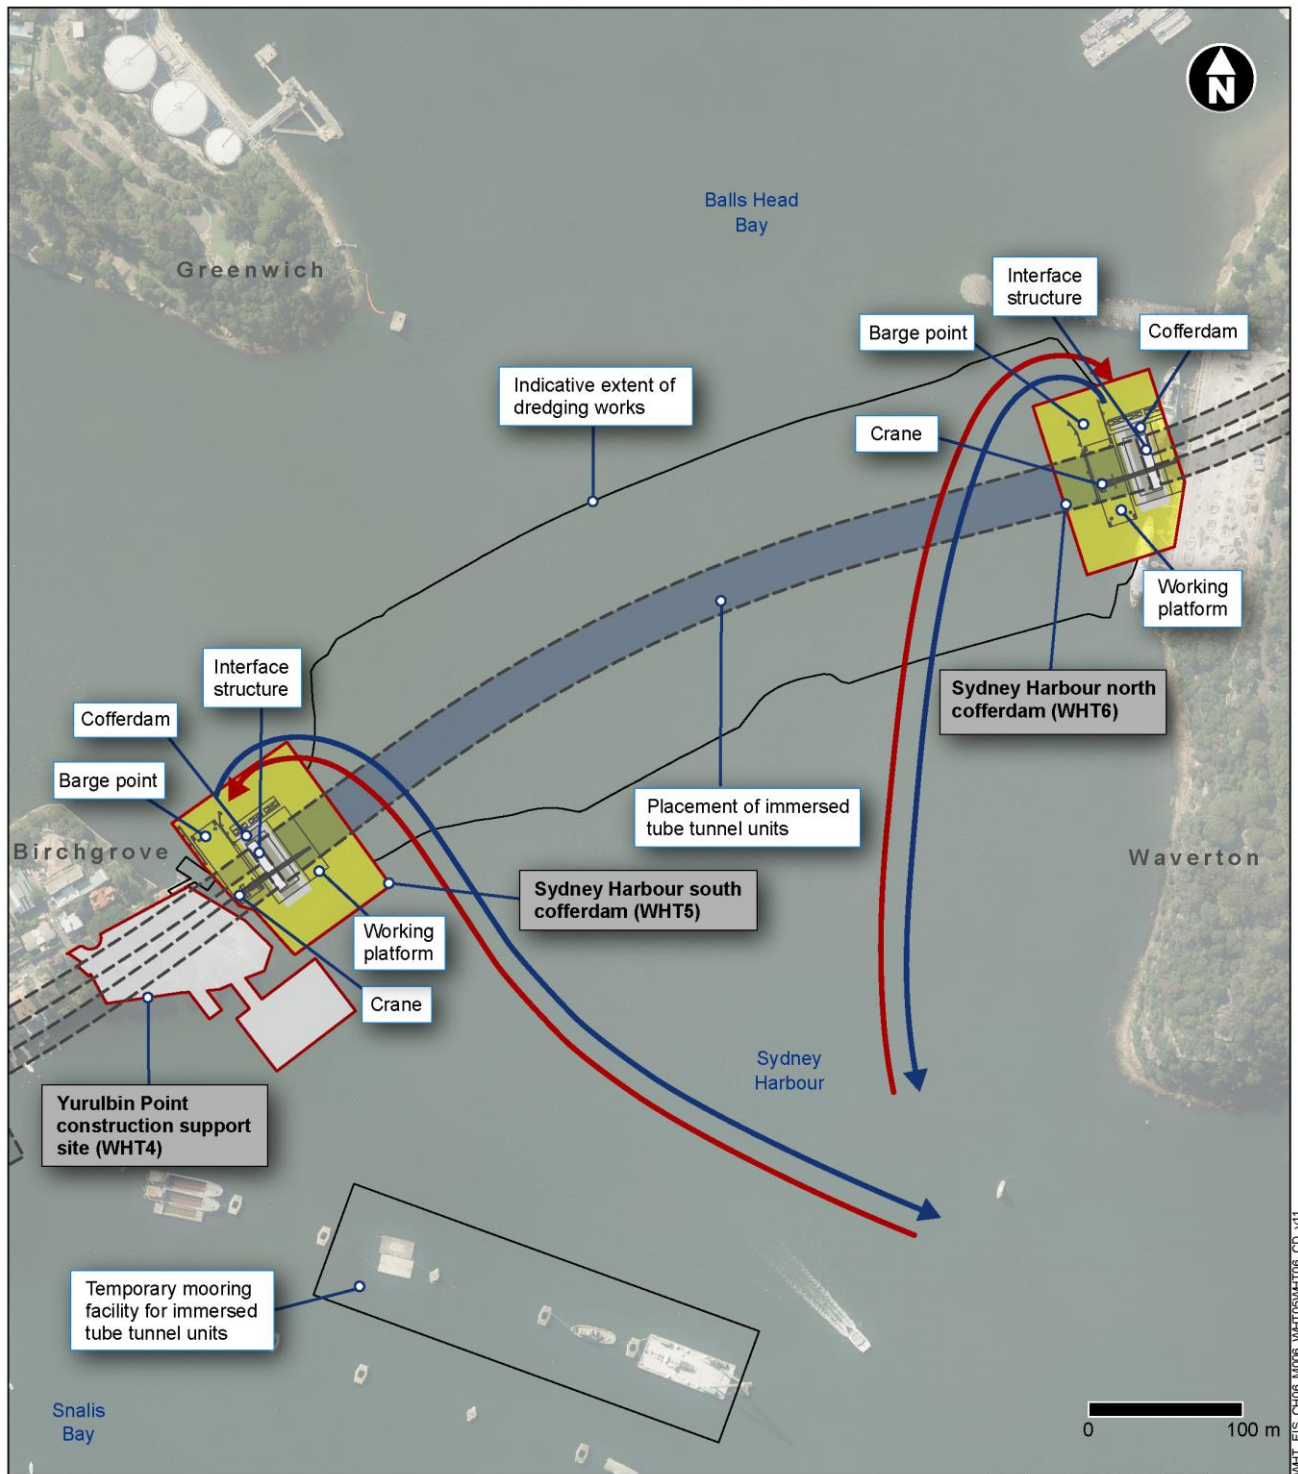 N
Balls Head
Bay
Greenwich
Interface
structure
Barge point
Cofferdam
Indicative extent of
dredging works
Crane
Working
platform
Interface
structure
Sydney Harbour north
cofferdam (WHT6)
Cofferdam
Barge point
Placement of immersed
tube tunnel units
Birchgrove
Waverton
Sydney Harbour south
cofferdam (WHT5)
Working
platform
Crane
Sydney
Harbour
Yurulbin Point
construction support
site (WHT4)
Temporary mooring
facility for immersed
tube tunnel units
Snalis
Bay
0 100 m
WHT_EIS_CH06_M006_WHT05WHT06_CD_v11